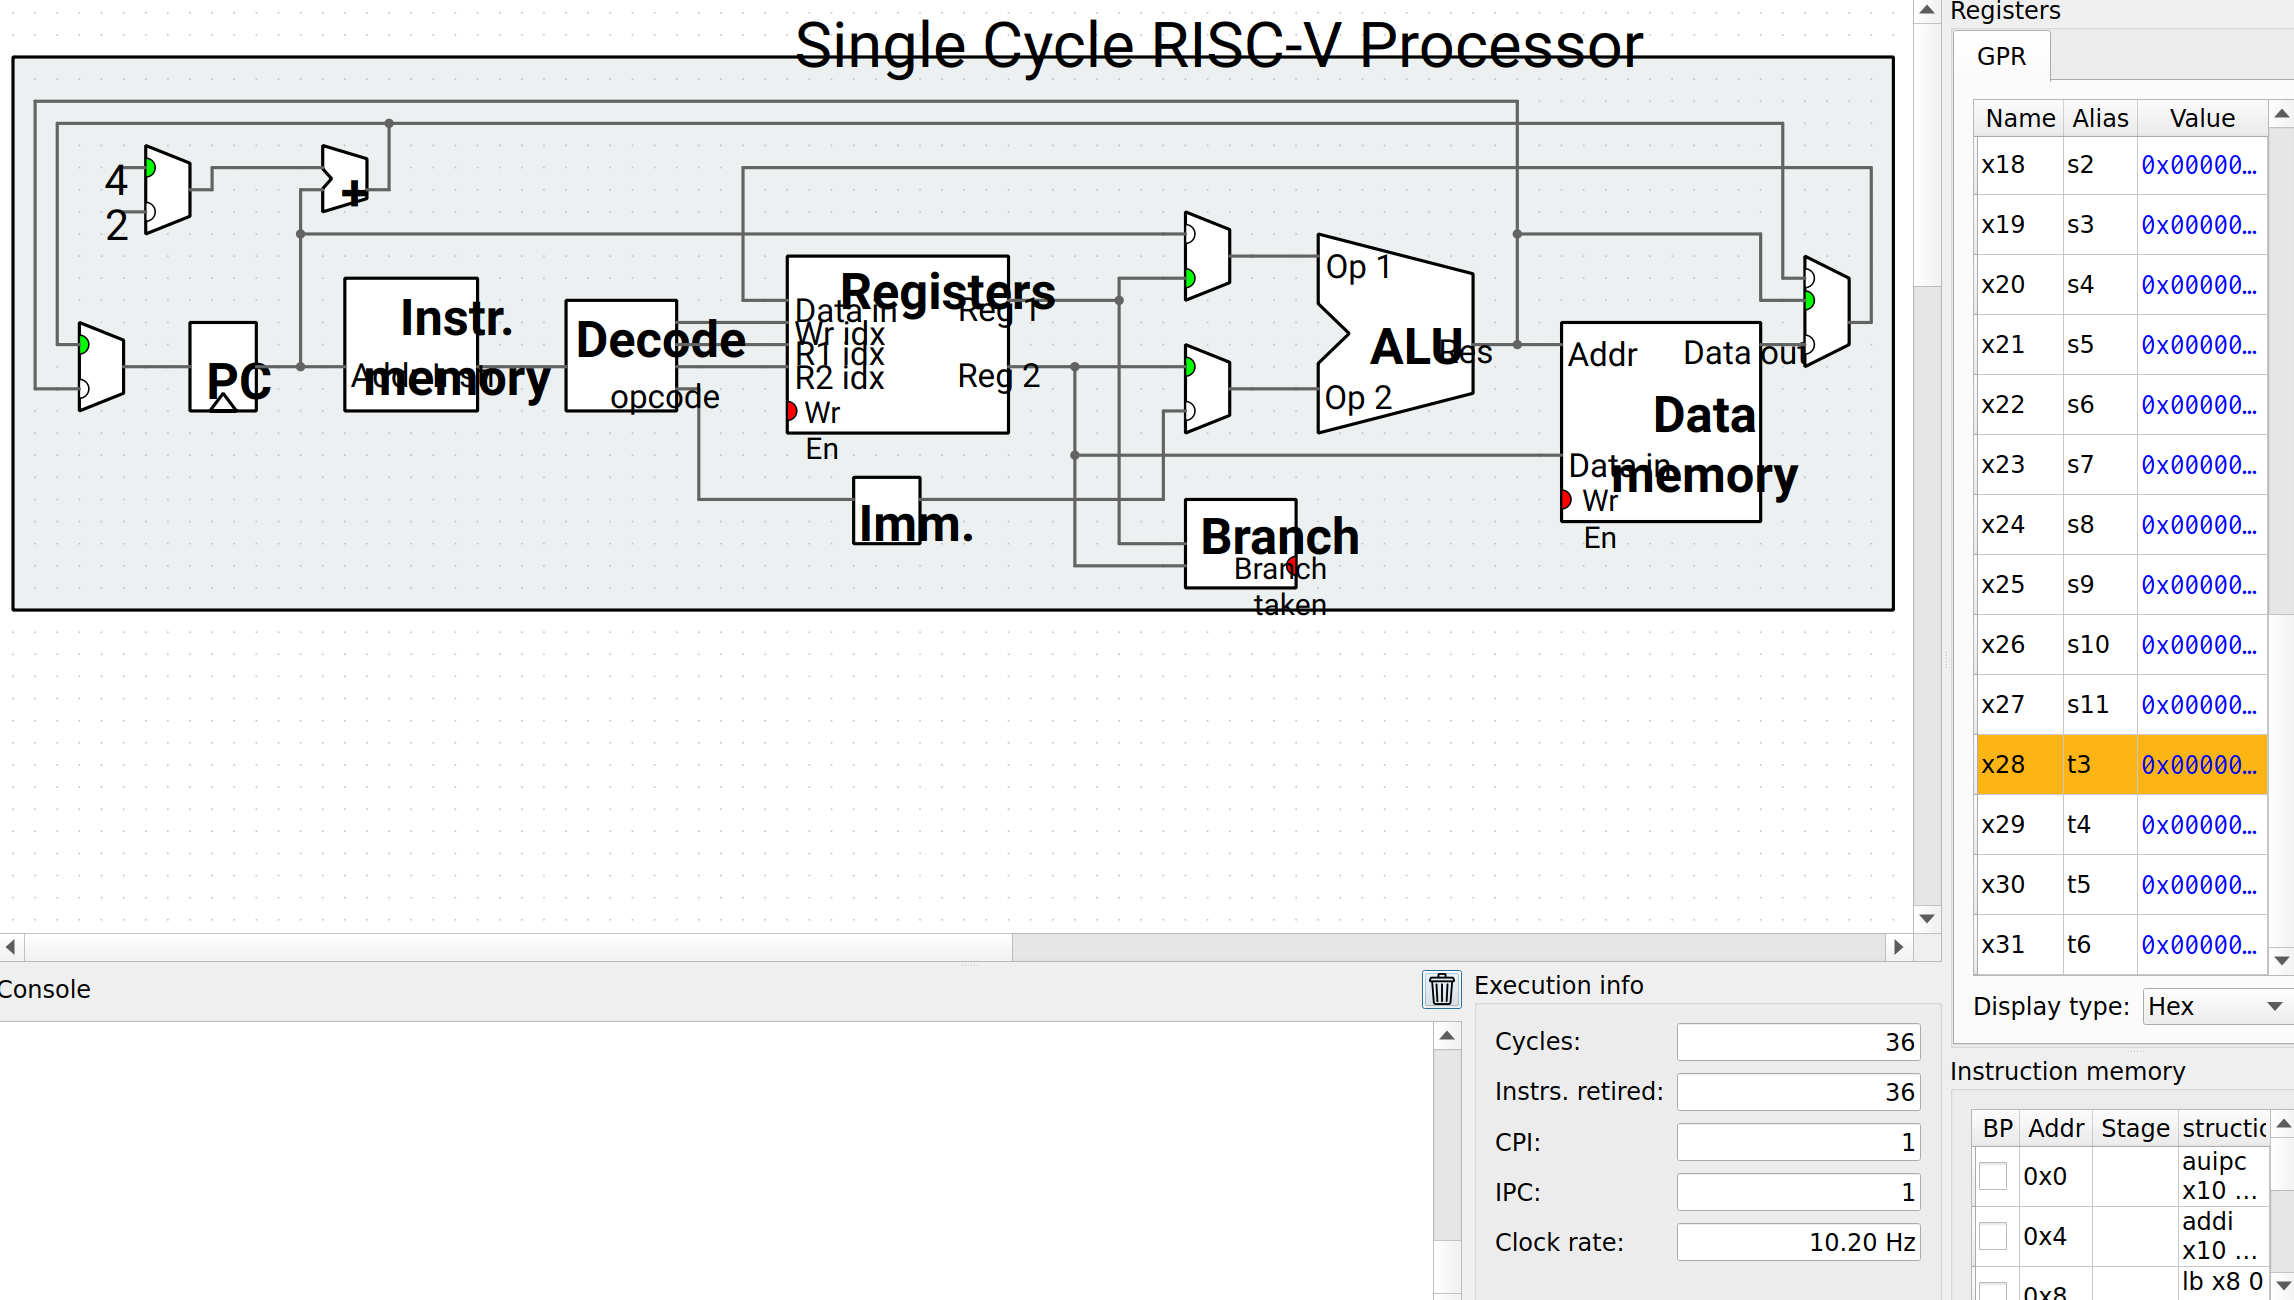 Single Cycle RISC-V Processor
4
2
+
PC
Instr.
memory
Addr
Decode
opcode
Registers
Data in
Wr idx
R1 idx
R2 idx
Wr
En
Reg 1
Reg 2
Imm.
Op 1
Op 2
ALU
Res
Branch
Branch
taken
Addr
Data out
Data
memory
Data in
Wr
En
Registers
GPR
Name Alias Value
x18 s2 0x00000...
x19 s3 0x00000...
x20 s4 0x00000...
x21 s5 0x00000...
x22 s6 0x00000...
x23 s7 0x00000...
x24 s8 0x00000...
x25 s9 0x00000...
x26 s10 0x00000...
x27 s11 0x00000...
x28 t3 0x00000...
x29 t4 0x00000...
x30 t5 0x00000...
x31 t6 0x00000...
Display type: Hex
Console
Execution info
Cycles: 36
Instrs. retired: 36
CPI: 1
IPC: 1
Clock rate: 10.20 Hz
Instruction memory
BP Addr Stage structic
0x0 auipc
x10 ...
0x4 addi
x10 ...
0x8 lb x8 0